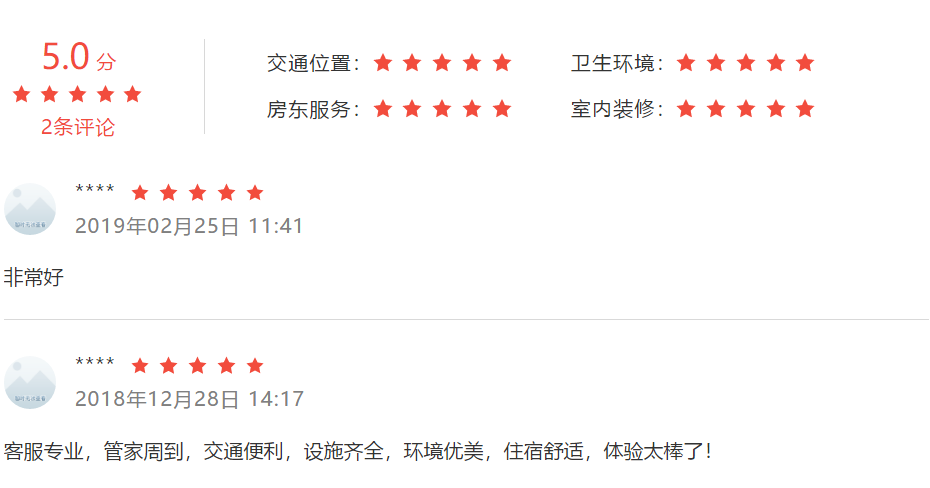 5.0 分
2条评论
交通位置： 卫生环境：
房东服务： 室内装修：
****
2019年02月25日 11:41
非常好
****
2018年12月28日 14:17
客服专业，管家周到，交通便利，设施齐全，环境优美，住宿舒适，体验太棒了!